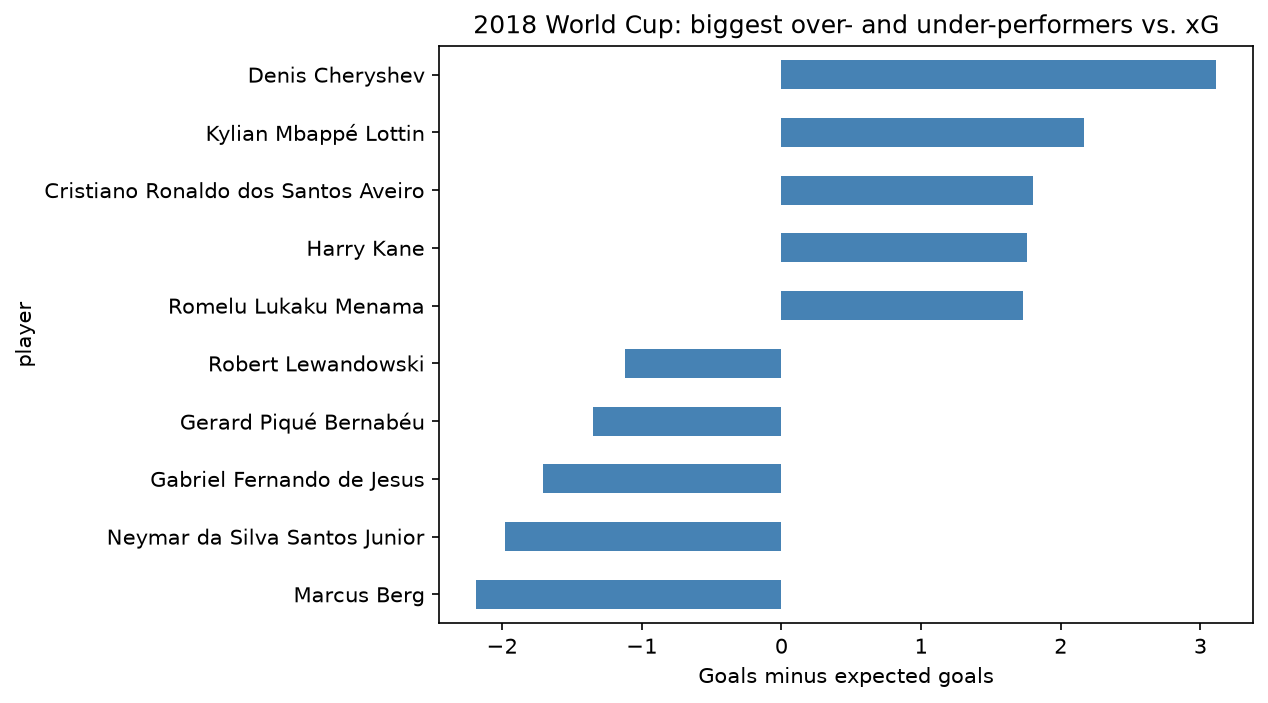 2018 World Cup: biggest over- and under-performers vs. xG
player
Denis Cheryshev
Kylian Mbappé Lottin
Cristiano Ronaldo dos Santos Aveiro
Harry Kane
Romelu Lukaku Menama
Robert Lewandowski
Gerard Piqué Bernabéu
Gabriel Fernando de Jesus
Neymar da Silva Santos Junior
Marcus Berg
−2 −1 0 1 2 3
Goals minus expected goals